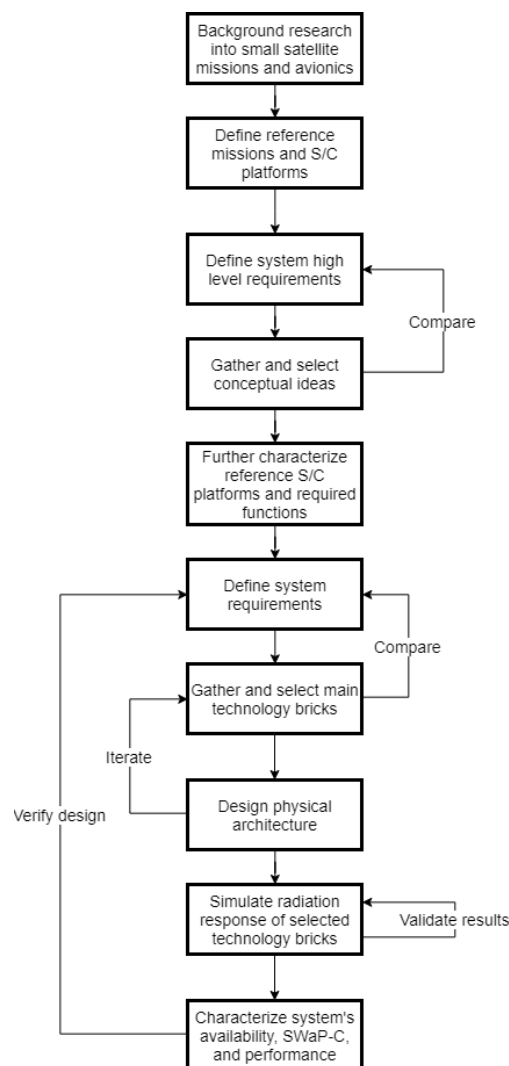 Background research
into small satellite
missions and avionics
Define reference
missions and S/C
platforms
Define system high
level requirements
Compare
Gather and select
conceptual ideas
Further characterize
reference S/C
platforms and required
functions
Define system
requirements
Compare
Gather and select main
technology bricks
Iterate
Design physical
architecture
Verify design
Simulate radiation
response of selected
technology bricks
Validate results
Characterize system's
availability, SWaP-C,
and performance